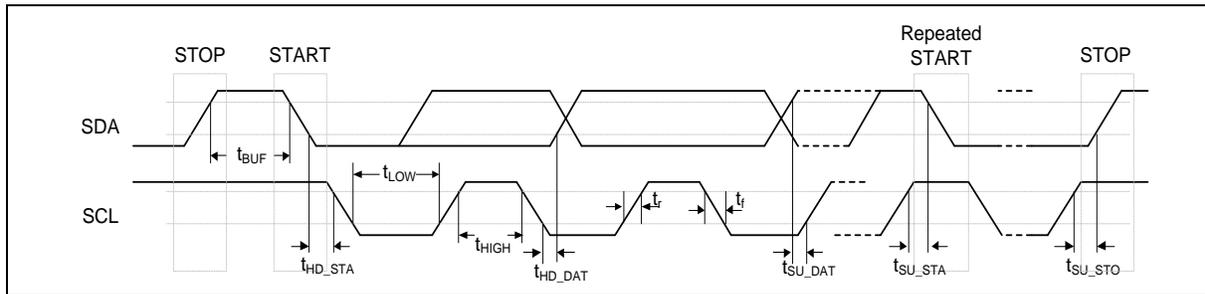 Repeated
STOP START START STOP
SDA
tBUF
tLOW
SCL
tr tf
tHIGH
tHD_STA tHD_DAT tSU_DAT tSU_STA tSU_STO